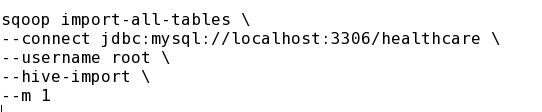 sqoop import-all-tables \
--connect jdbc:mysql://localhost:3306/healthcare \
--username root \
--hive-import \
--m 1